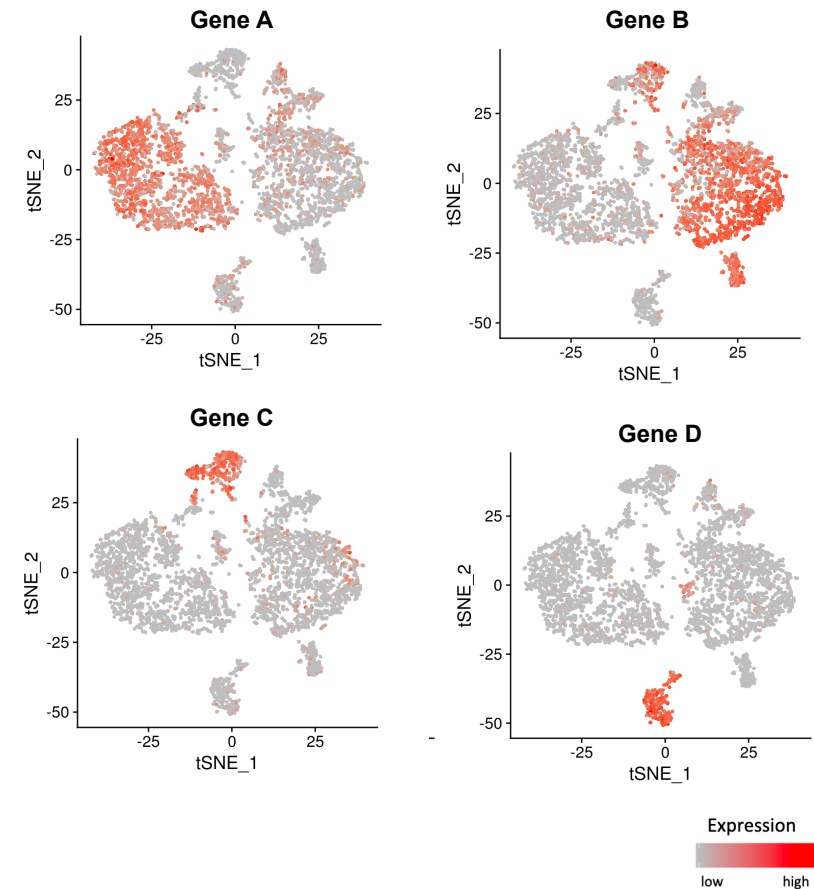 Gene A
tSNE_2
25
0
-25
-50
-25 0 25
tSNE_1
Gene B
tSNE_2
25
0
-25
-50
-25 0 25
tSNE_1
Gene C
tSNE_2
25
0
-25
-50
-25 0 25
tSNE_1
Gene D
tSNE_2
25
0
-25
-50
-25 0 25
tSNE_1
Expression
low high